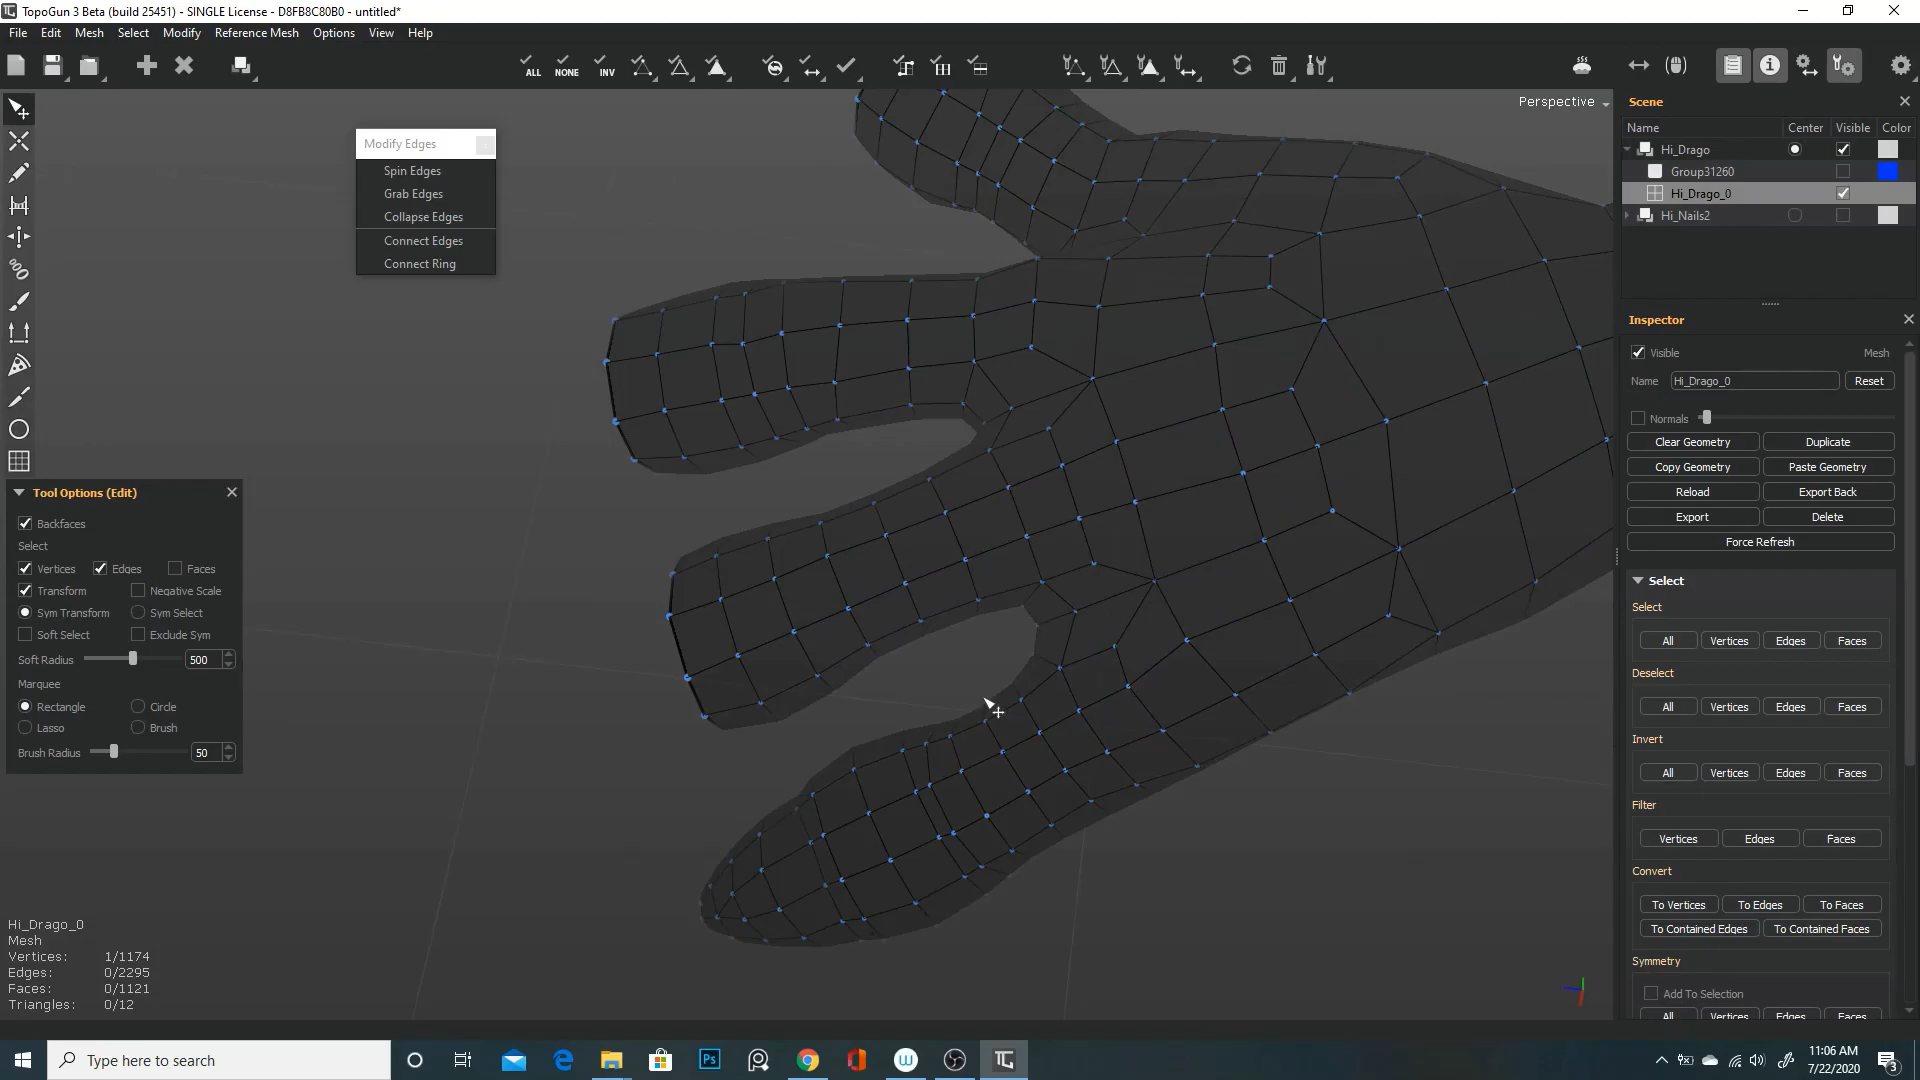 TopoGun 3 Beta (build 25451) - SINGLE License - D8FB8C80B0 - untitled*
File Edit Mesh Select Modify Reference Mesh Options View Help
ALL NONE INV
Perspective
Modify Edges
Spin Edges
Grab Edges
Collapse Edges
Connect Edges
Connect Ring
Tool Options (Edit)
Backfaces
Select
Vertices Edges Faces
Transform Negative Scale
Sym Transform Sym Select
Soft Select Exclude Sym
Soft Radius 500
Marquee
Rectangle Circle
Lasso Brush
Brush Radius 50
Hi_Drago_0
Mesh
Vertices: 1/1174
Edges: 0/2295
Faces: 0/1121
Triangles: 0/12
Scene
Name Center Visible Color
Hi_Drago
Group31260
Hi_Drago_0
Hi_Nails2
Inspector
Visible Mesh
Name Hi_Drago_0 Reset
Normals
Clear Geometry Duplicate
Copy Geometry Paste Geometry
Reload Export Back
Export Delete
Force Refresh
Select
Select
All Vertices Edges Faces
Deselect
All Vertices Edges Faces
Invert
All Vertices Edges Faces
Filter
Vertices Edges Faces
Convert
To Vertices To Edges To Faces
To Contained Edges To Contained Faces
Symmetry
Add To Selection
All Vertices Edges Faces
Type here to search
Ps
11:06 AM
7/22/2020
3